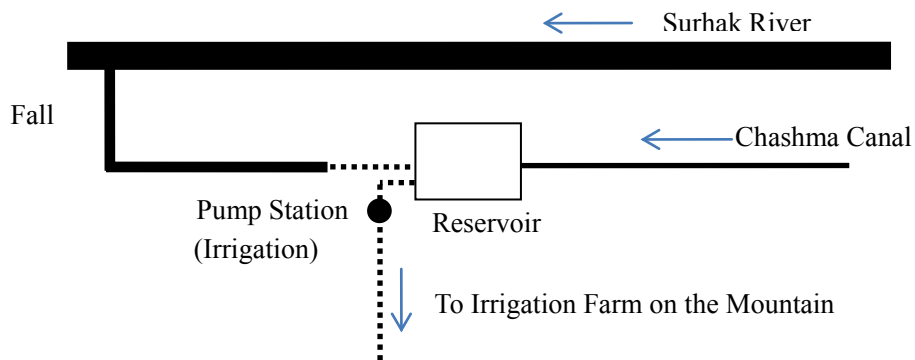 Surhak River
Fall
Chashma Canal
Pump Station
(Irrigation)
Reservoir
To Irrigation Farm on the Mountain